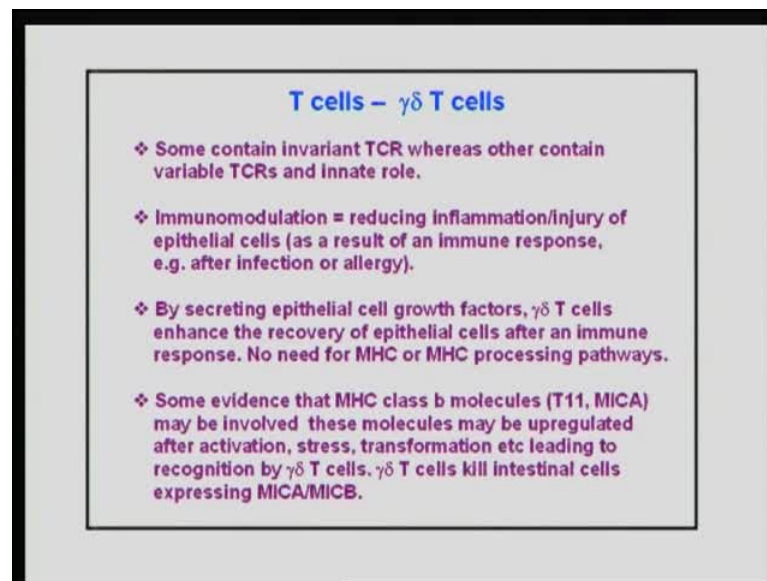 T cells – γδ T cells
❖ Some contain invariant TCR whereas other contain
variable TCRs and innate role.
❖ Immunomodulation = reducing inflammation/injury of
epithelial cells (as a result of an immune response,
e.g. after infection or allergy).
❖ By secreting epithelial cell growth factors, γδ T cells
enhance the recovery of epithelial cells after an immune
response. No need for MHC or MHC processing pathways.
❖ Some evidence that MHC class b molecules (T11, MICA)
may be involved these molecules may be upregulated
after activation, stress, transformation etc leading to
recognition by γδ T cells. γδ T cells kill intestinal cells
expressing MICA/MICB.